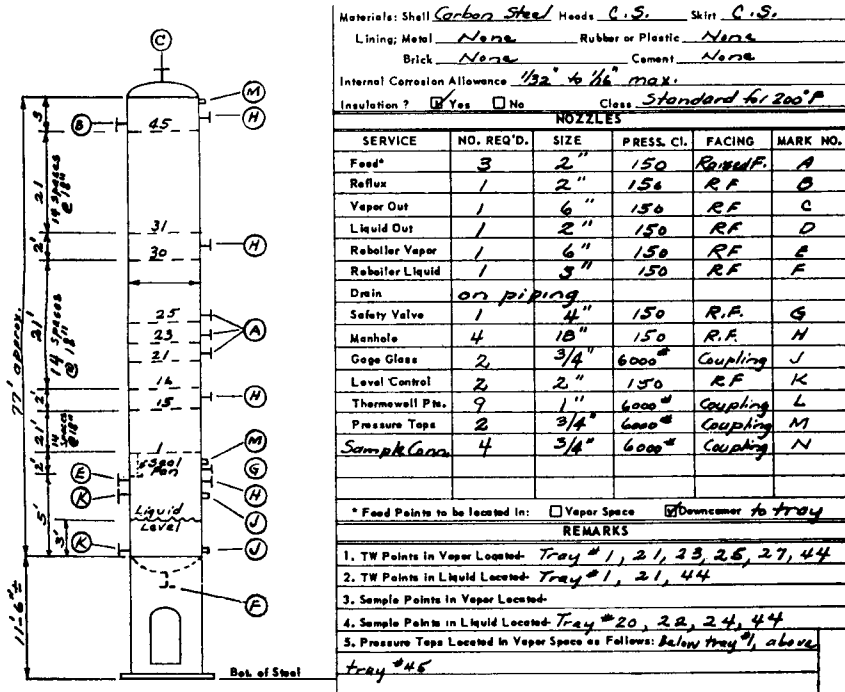 Materials: Shell Carbon Steel Heads C.S. Skirt C.S.
Lining; Metal None Rubber or Plastic None
Brick None Cement None
Internal Corrosion Allowance 1/32" to 1/16" max.
Insulation ? Yes No Class Standard for 200°F
NOZZLES
SERVICE NO. REQ'D. SIZE PRESS. Cl. FACING MARK NO.
Feed* 3 2" 150 Raised F. A
Reflux 1 2" 150 RF B
Vapor Out 1 6" 150 RF C
Liquid Out 1 2" 150 RF D
Reboiler Vapor 1 6" 150 RF E
Reboiler Liquid 1 3" 150 RF F
Drain on piping
Safety Valve 1 4" 150 R.F. G
Manhole 4 18" 150 R.F. H
Gage Glass 2 3/4" 6000# Coupling J
Level Control 2 2" 150 RF K
Thermowell Pts. 9 1" 6000# Coupling L
Pressure Taps 2 3/4" 6000# Coupling M
Sample Conn. 4 3/4" 6000# Coupling N
* Feed Points to be located in: Vapor Space Downcomer to tray
REMARKS
1. TW Points in Vapor Located- Tray #1, 21, 23, 25, 27, 44
2. TW Points in Liquid Located- Tray #1, 21, 44
3. Sample Points in Vapor Located-
4. Sample Points in Liquid Located- Tray #20, 22, 24, 44
5. Pressure Taps Located in Vapor Space as Follows: Below tray #1, above
tray #45
C
M
H
B
45
3'
21'
14 spaces
@ 18"
31
2'
30
H
25
23
21
A
21'
14 spaces
@ 18"
77' approx.
16
2'
15
H
21'
14
spaces
@18"
1
M
2'
Seal
Pan
G
E
H
K
J
Liquid
Level
5'
3'
K
J
F
11'-6"±
Bot. of Steel